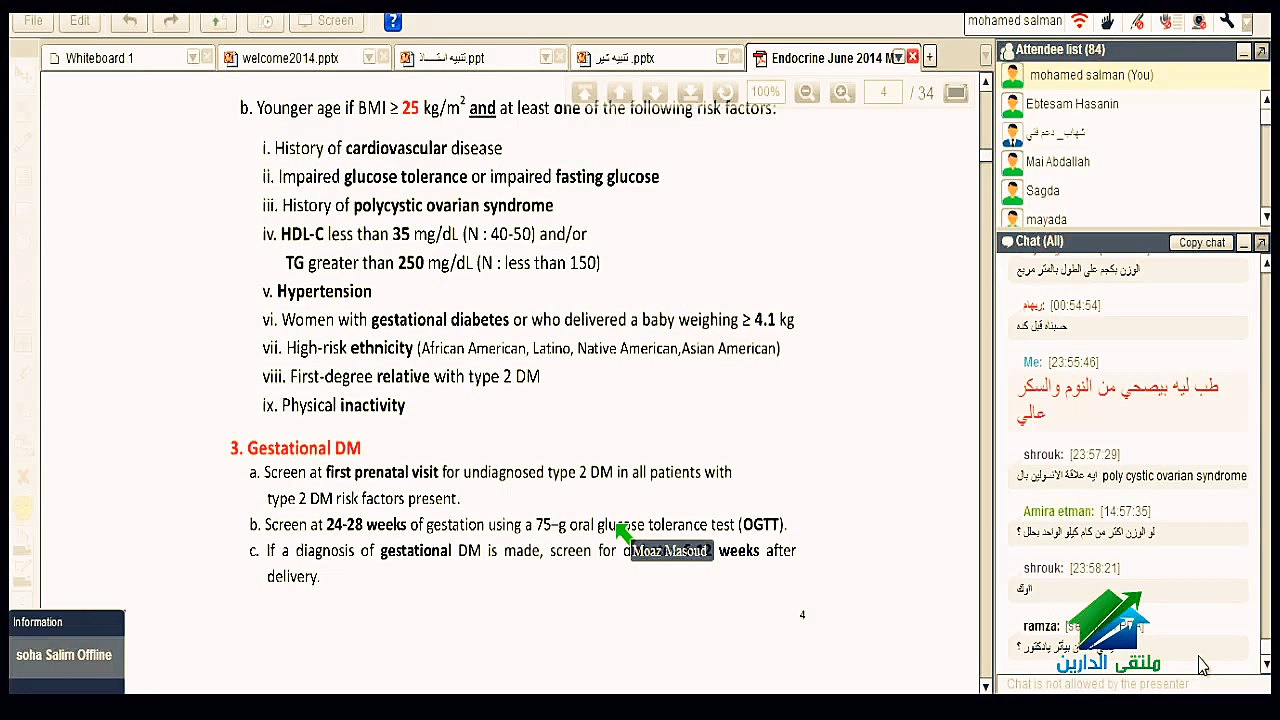 File Edit Screen ? mohamed salman
Whiteboard 1 welcome2014.pptx تنبيه استـــاذ.ppt تنبيه تير.pptx Endocrine June 2014 M +
100% 4 / 34
b. Younger age if BMI ≥ 25 kg/m2 and at least one of the following risk factors:
i. History of cardiovascular disease
ii. Impaired glucose tolerance or impaired fasting glucose
iii. History of polycystic ovarian syndrome
iv. HDL-C less than 35 mg/dL (N : 40-50) and/or
TG greater than 250 mg/dL (N : less than 150)
v. Hypertension
vi. Women with gestational diabetes or who delivered a baby weighing ≥ 4.1 kg
vii. High-risk ethnicity (African American, Latino, Native American,Asian American)
viii. First-degree relative with type 2 DM
ix. Physical inactivity
3. Gestational DM
a. Screen at first prenatal visit for undiagnosed type 2 DM in all patients with
type 2 DM risk factors present.
b. Screen at 24-28 weeks of gestation using a 75–g oral glucose tolerance test (OGTT).
c. If a diagnosis of gestational DM is made, screen for weeks after
Moaz Masoud
delivery.
4
Information
soha Salim Offline
Attendee list (84)
mohamed salman (You)
Ebtesam Hasanin
شهاب_ دعم فني
Mai Abdallah
Sagda
mayada
Chat (All) Copy chat
الوزن بكجم على الطول بالمتر مربع
ريهام: [00:54:54]
حسبناه قبل كده
Me: [23:55:46]
طب ليه بيصحي من النوم والسكر
عالي
shrouk: [23:57:29]
ايه علاقة الانسولين بال poly cystic ovarian syndrome
Amira etman: [14:57:35]
لو الوزن اكثر من كام كيلو الواحد يحلل ؟
shrouk: [23:58:21]
ااوك
ramza:
بيأثر يادكتور ؟
ملتقى الدارين
Chat is not allowed by the presenter